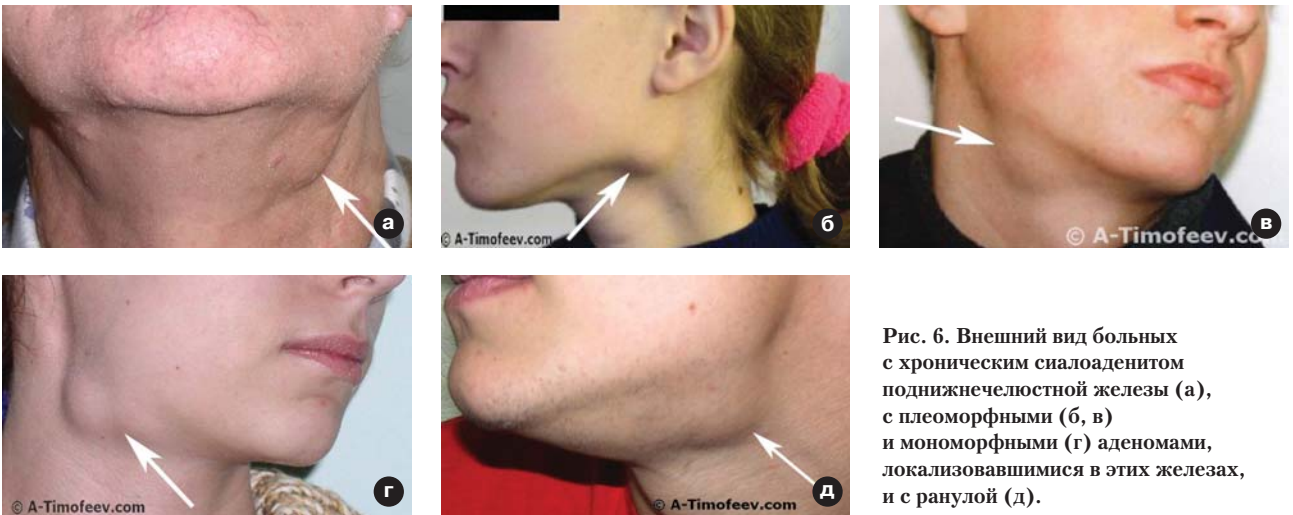 а
© A-Timofeev.com
б
© A-Timofeev.co
в
© A-Timofeev.com
г
© A-Timofeev.com
д
Рис. 6. Внешний вид больных
с хроническим сиалоаденитом
поднижнечелюстной железы (а),
с плеоморфными (б, в)
и мономорфными (г) аденомами,
локализовавшимися в этих железах,
и с ранулой (д).